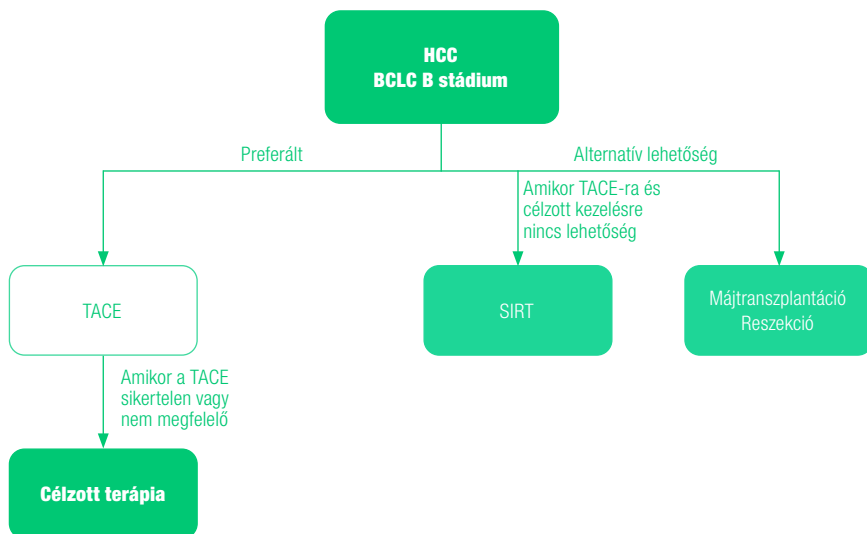 HCC
BCLC B stádium
Preferált
Alternatív lehetőség
Amikor TACE-ra és
célzott kezelésre
nincs lehetőség
TACE
SIRT
Májtranszplantáció
Reszekció
Amikor a TACE
sikertelen vagy
nem megfelelő
Célzott terápia